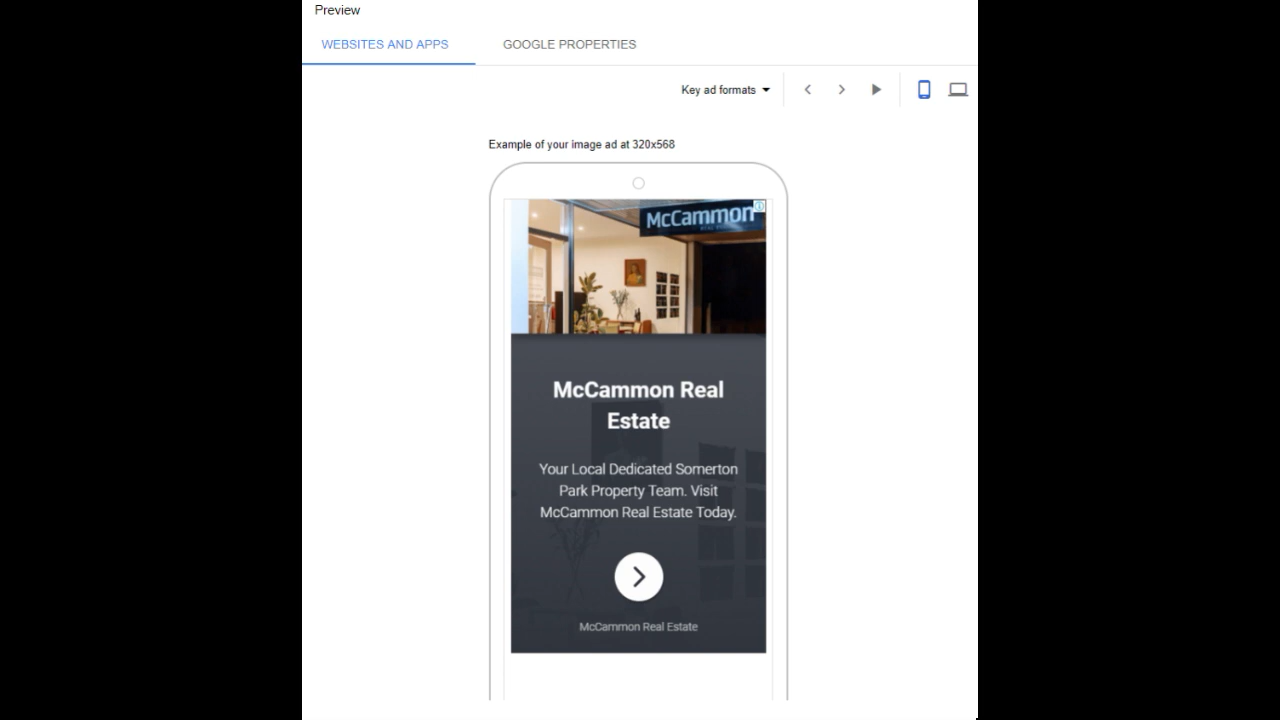 Preview
WEBSITES AND APPS
GOOGLE PROPERTIES
Key ad formats
Example of your image ad at 320x568
McCammon
McCammon Real
Estate
Your Local Dedicated Somerton
Park Property Team. Visit
McCammon Real Estate Today.
McCammon Real Estate